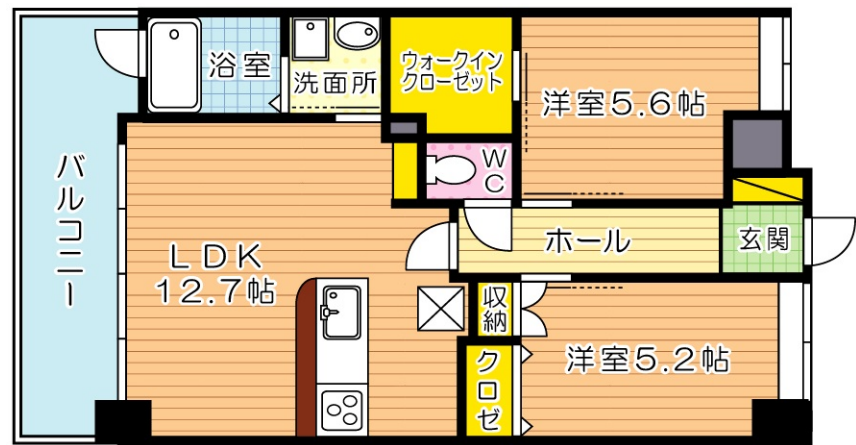 浴室
洗面所
ウォークイン
クローゼット
洋室5.6帖
バルコニー
WC
LDK
12.7帖
ホール
玄関
収納
クロゼ
洋室5.2帖